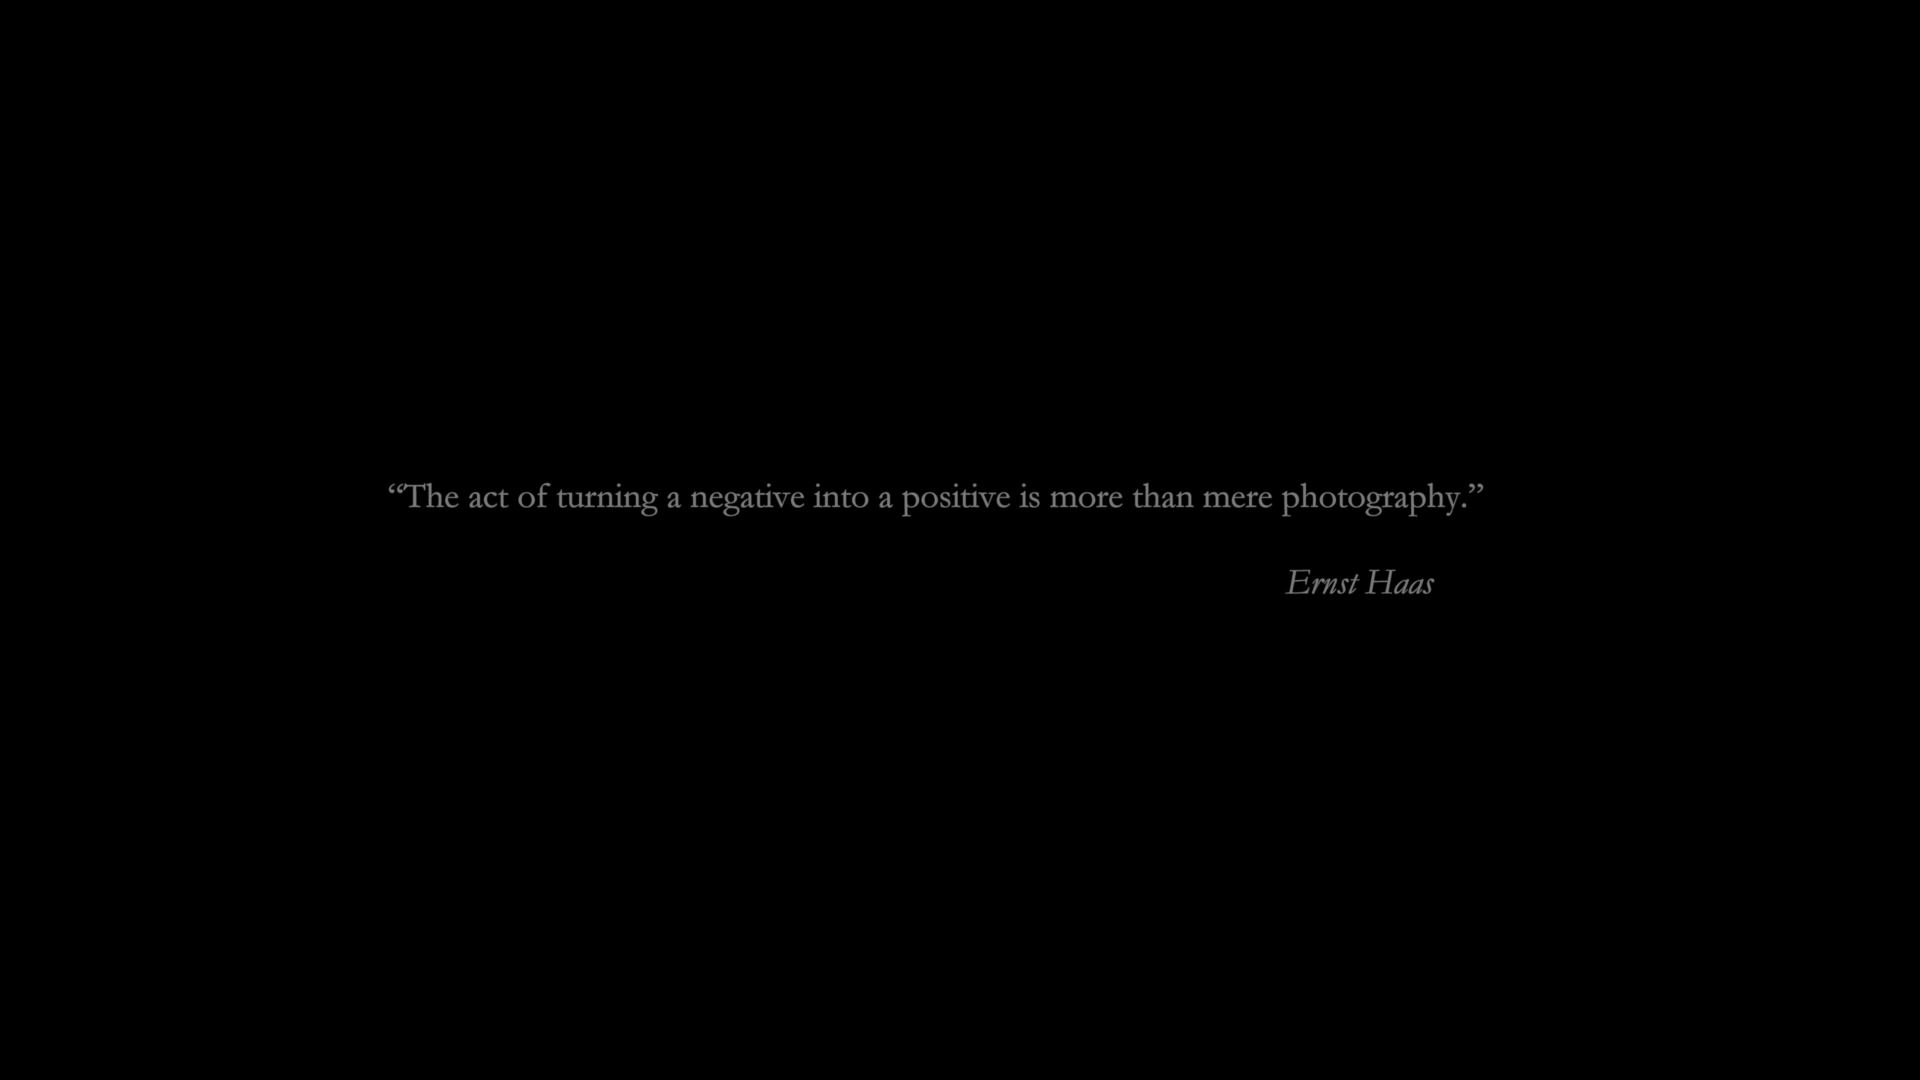 “The act of turning a negative into a positive is more than mere photography.”
Ernst Haas